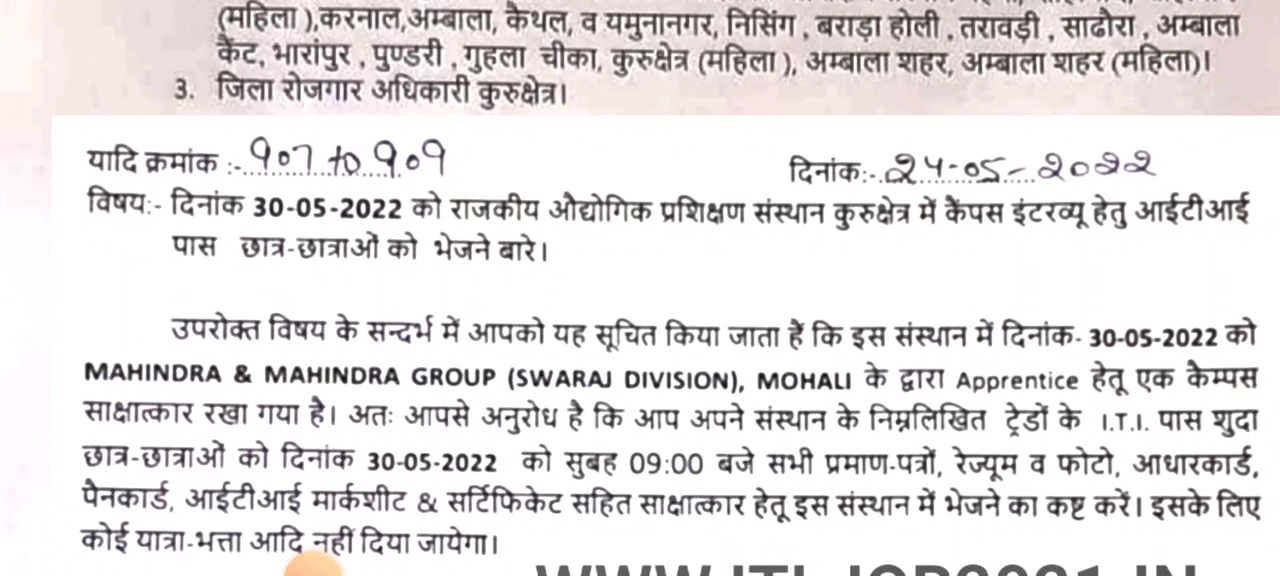 (महिला ),करनाल,अम्बाला, कैथल, व यमुनानगर, निसिंग , बराड़ा होली , तरावड़ी , साढौरा , अम्बाला
कैंट, भारांपुर , पुण्डरी , गुहला चीका, कुरुक्षेत्र (महिला ), अम्बाला शहर, अम्बाला शहर (महिला)।
3. जिला रोजगार अधिकारी कुरुक्षेत्र।
यादि क्रमांक :- 907 to 909 दिनांक:- 24-05-2022
विषय:- दिनांक 30-05-2022 को राजकीय औद्योगिक प्रशिक्षण संस्थान कुरुक्षेत्र में कैंपस इंटरव्यू हेतु आईटीआई
पास छात्र-छात्राओं को भेजने बारे।
उपरोक्त विषय के सन्दर्भ में आपको यह सूचित किया जाता हैं कि इस संस्थान में दिनांक- 30-05-2022 को
MAHINDRA & MAHINDRA GROUP (SWARAJ DIVISION), MOHALI के द्वारा Apprentice हेतू एक कैम्पस
साक्षात्कार रखा गया है। अतः आपसे अनुरोध है कि आप अपने संस्थान के निम्नलिखित ट्रेडों के I.T.I. पास शुदा
छात्र-छात्राओं को दिनांक 30-05-2022 को सुबह 09:00 बजे सभी प्रमाण-पत्रों, रेज्यूम व फोटो, आधारकार्ड,
पैनकार्ड, आईटीआई मार्कशीट & सर्टिफिकेट सहित साक्षात्कार हेतू इस संस्थान में भेजने का कष्ट करें। इसके लिए
कोई यात्रा-भत्ता आदि नहीं दिया जायेगा।